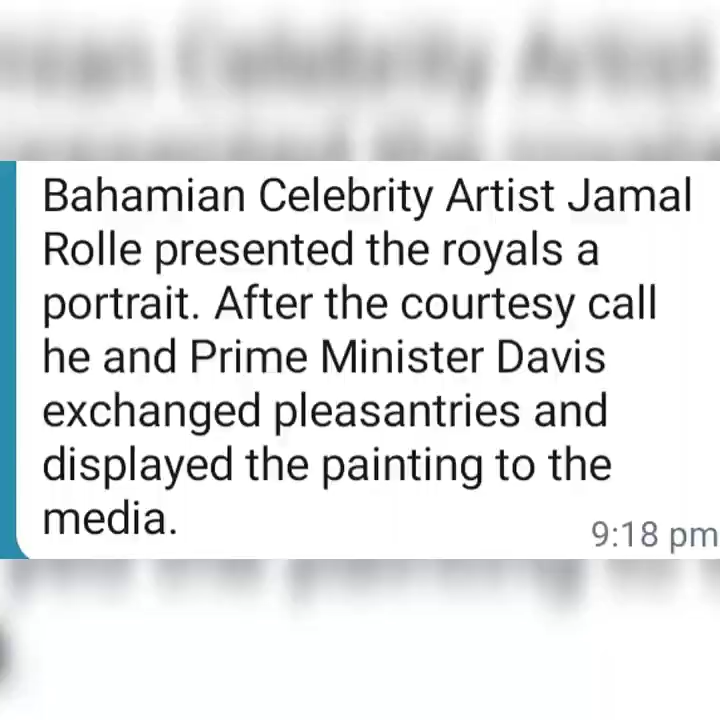 Bahamian Celebrity Artist Jamal
Rolle presented the royals a
portrait. After the courtesy call
he and Prime Minister Davis
exchanged pleasantries and
displayed the painting to the
media.
9:18 pm